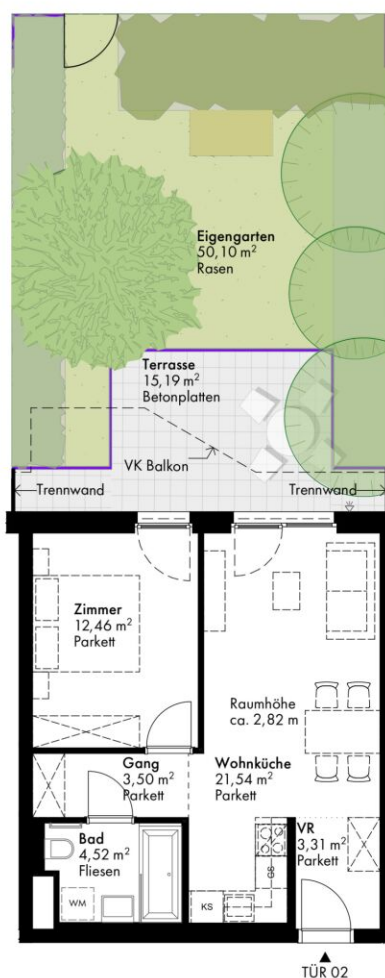 Eigengarten
50,10 m²
Rasen
Terrasse
15,19 m²
Betonplatten
VK Balkon
Trennwand
Trennwand
Zimmer
12,46 m²
Parkett
Raumhöhe
ca. 2,82 m
Gang
3,50 m²
Parkett
Wohnküche
21,54 m²
Parkett
Bad
4,52 m²
Fliesen
VR
3,31 m²
Parkett
WM
KS
GS
TÜR 02